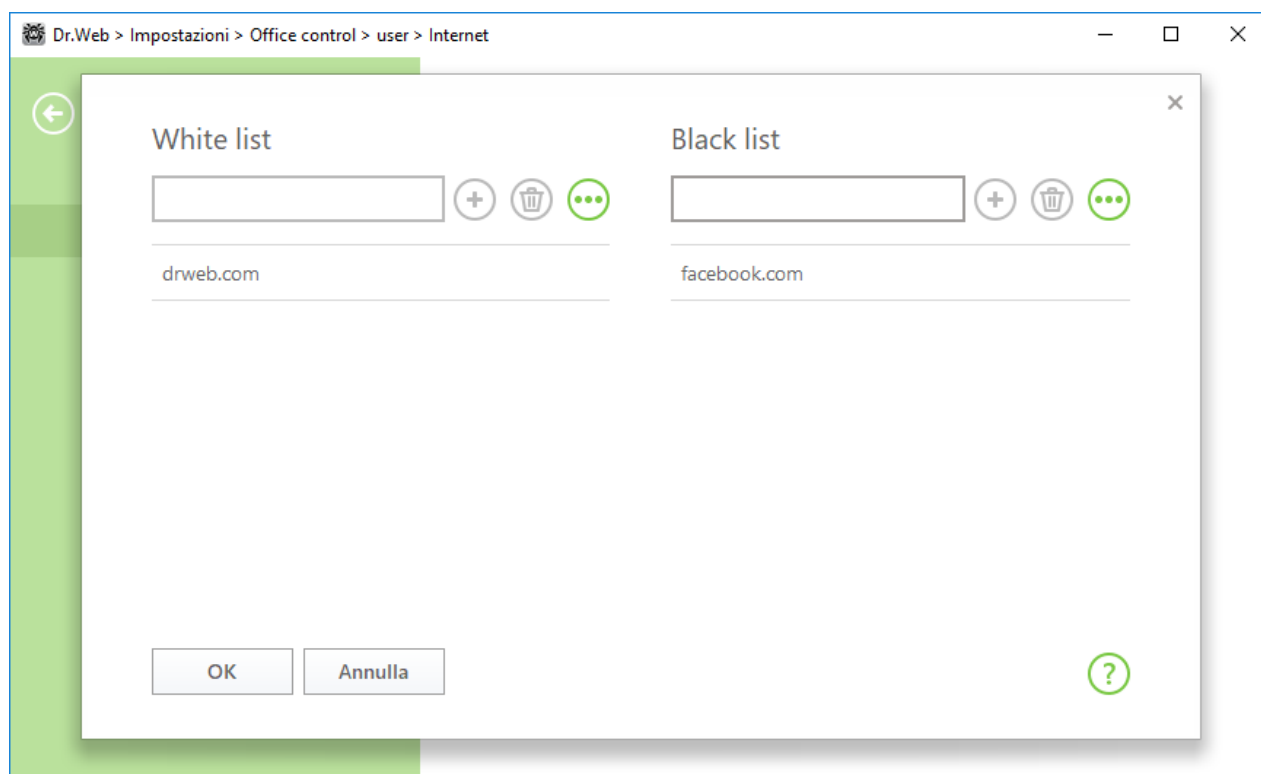 Dr.Web > Impostazioni > Office control > user > Internet
White list
Black list
drweb.com
facebook.com
OK
Annulla
?